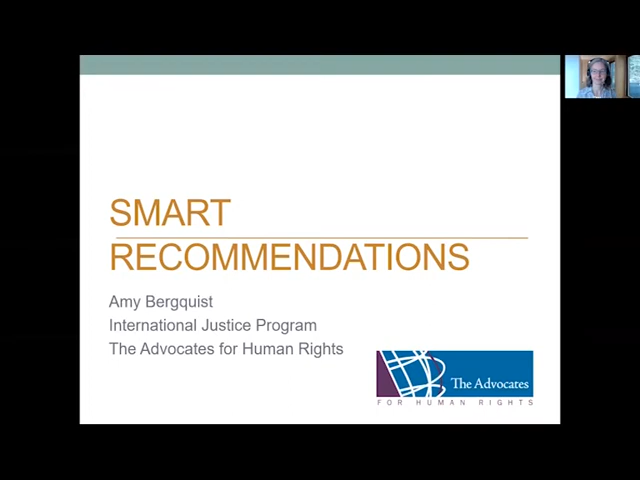 SMART
RECOMMENDATIONS
Amy Bergquist
International Justice Program
The Advocates for Human Rights
The Advocates
FOR HUMAN RIGHTS